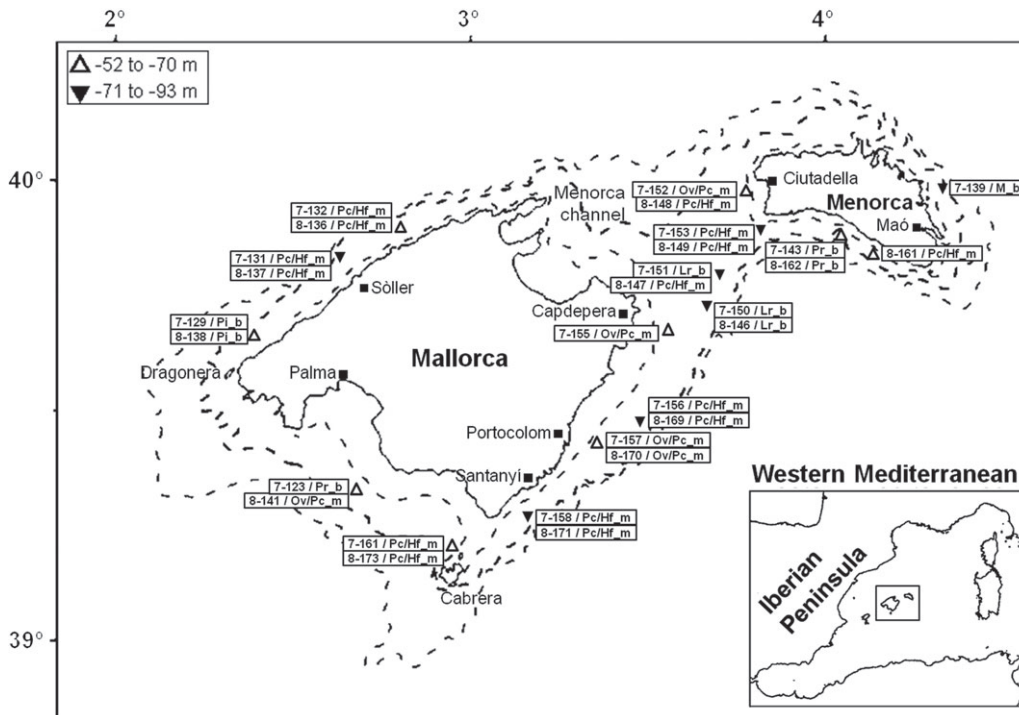 2° 3° 4°
-52 to -70 m
-71 to -93 m
40°
39°
7-152 / Ov/Pc_m
8-148 / Pc/Hf_m
Ciutadella
7-139 / M_b
Menorca
channel
Menorca
7-132 / Pc/Hf_m
8-136 / Pc/Hf_m
7-153 / Pc/Hf_m
8-149 / Pc/Hf_m
Maó
7-143 / Pr_b
8-162 / Pr_b
8-161 / Pc/Hf_m
7-131 / Pc/Hf_m
8-137 / Pc/Hf_m
7-151 / Lr_b
8-147 / Pc/Hf_m
Sòller
7-150 / Lr_b
8-146 / Lr_b
Capdepera
7-129 / Pi_b
8-138 / Pi_b
7-155 / Ov/Pc_m
Mallorca
Dragonera
Palma
7-156 / Pc/Hf_m
8-169 / Pc/Hf_m
Portocolom
7-157 / Ov/Pc_m
8-170 / Ov/Pc_m
Santanyí
7-123 / Pr_b
8-141 / Ov/Pc_m
7-158 / Pc/Hf_m
8-171 / Pc/Hf_m
7-161 / Pc/Hf_m
8-173 / Pc/Hf_m
Cabrera
Western Mediterranean
Iberian
Peninsula